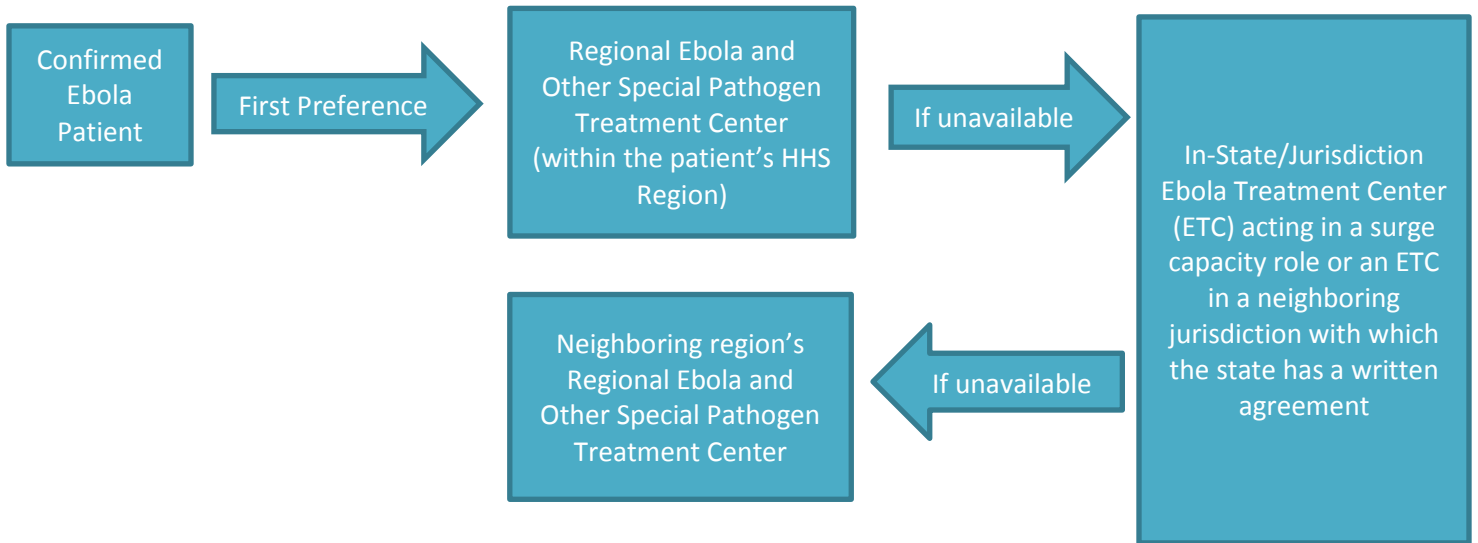 Confirmed
Ebola
Patient
First Preference
Regional Ebola and
Other Special Pathogen
Treatment Center
(within the patient’s HHS
Region)
If unavailable
In-State/Jurisdiction
Ebola Treatment Center
(ETC) acting in a surge
capacity role or an ETC
in a neighboring
jurisdiction with which
the state has a written
agreement
If unavailable
Neighboring region’s
Regional Ebola and
Other Special Pathogen
Treatment Center